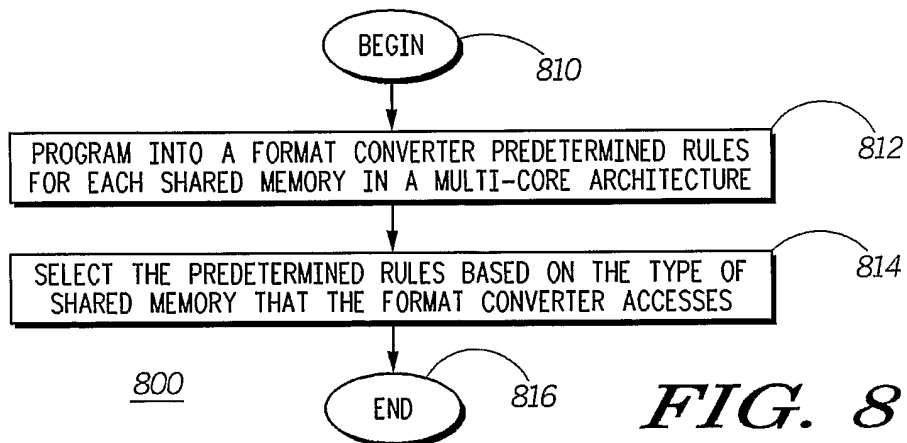 BEGIN
810
PROGRAM INTO A FORMAT CONVERTER PREDETERMINED RULES
FOR EACH SHARED MEMORY IN A MULTI-CORE ARCHITECTURE
812
SELECT THE PREDETERMINED RULES BASED ON THE TYPE OF
SHARED MEMORY THAT THE FORMAT CONVERTER ACCESSES
814
800
END
816
FIG. 8